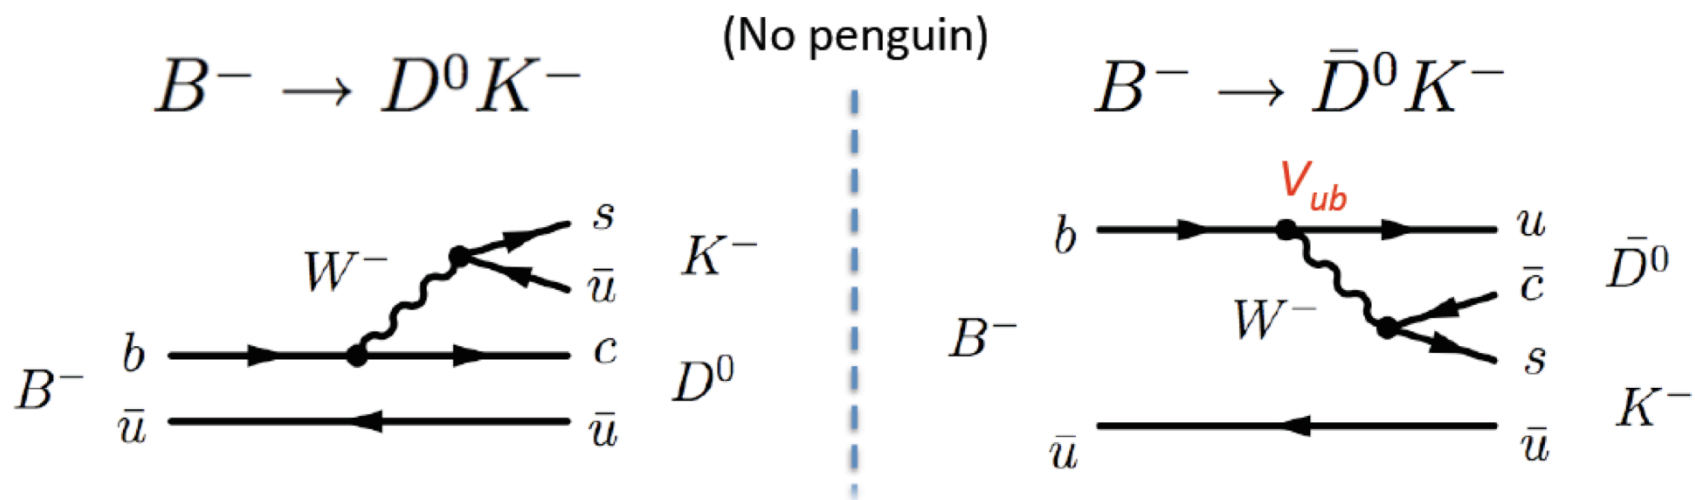 (No penguin)
B⁻ → D⁰K⁻
B⁻ → D̄⁰K⁻
s
W⁻
K⁻
ū
b
c
B⁻
D⁰
ū
ū
V_ub
b
u
c̄
D̄⁰
W⁻
B⁻
s
K⁻
ū
ū